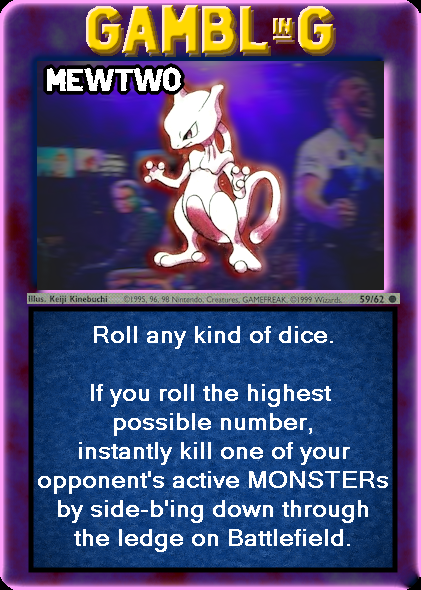 GAMBLINGG
MEWTWO
Illus. Keiji Kinebuchi ©1995, 96, 98 Nintendo, Creatures, GAMEFREAK, ©1999 Wizards. 59/62 ●
Roll any kind of dice.
If you roll the highest
possible number,
instantly kill one of your
opponent's active MONSTERs
by side-b'ing down through
the ledge on Battlefield.